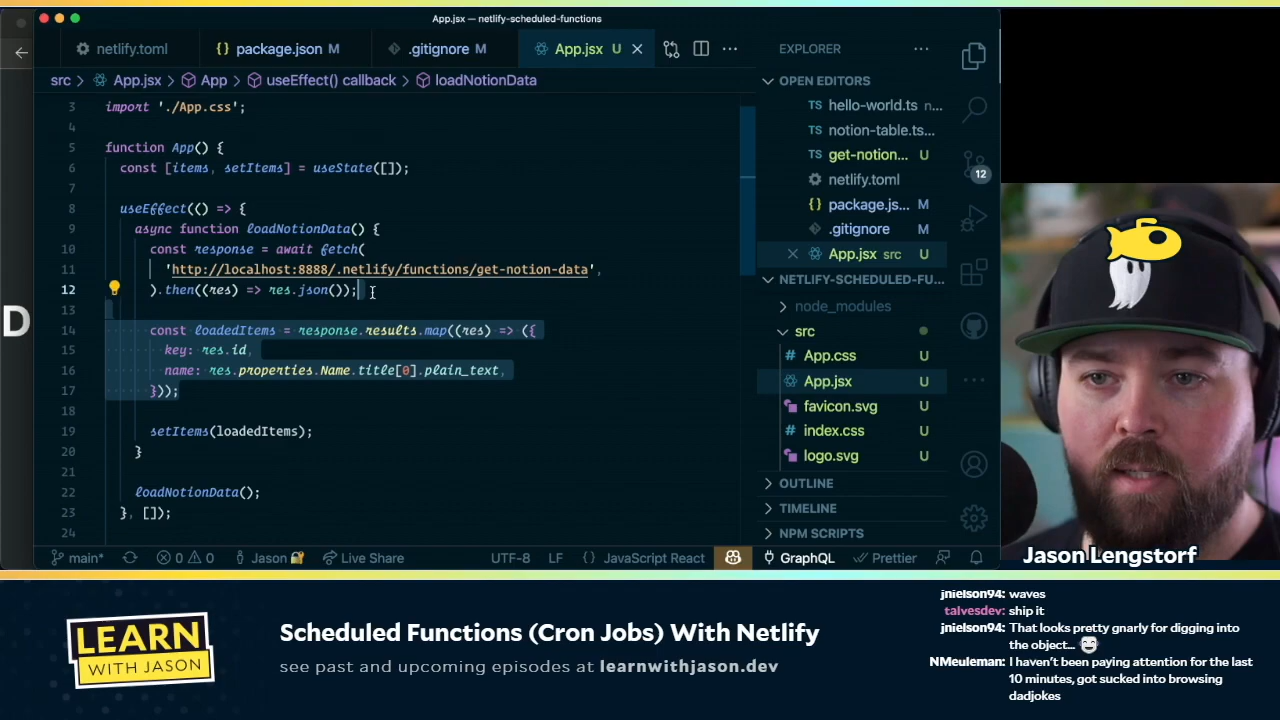 App.jsx — netlify-scheduled-functions
netlify.toml
package.json M
.gitignore M
App.jsx U
src > App.jsx > App > useEffect() callback > loadNotionData
3 import './App.css';
4
5 function App() {
6 const [items, setItems] = useState([]);
7
8 useEffect(() => {
9 async function loadNotionData() {
10 const response = await fetch(
11 'http://localhost:8888/.netlify/functions/get-notion-data',
12 ).then((res) => res.json());
13
14 const loadedItems = response.results.map((res) => ({
15 key: res.id,
16 name: res.properties.Name.title[0].plain_text,
17 }));
18
19 setItems(loadedItems);
20 }
21
22 loadNotionData();
23 }, []);
24
D
EXPLORER
OPEN EDITORS
TS hello-world.ts n...
TS notion-table.ts...
TS get-notion... U
netlify.toml
{} package.js... M
.gitignore M
App.jsx src U
NETLIFY-SCHEDULED-FU...
node_modules
src
# App.css U
App.jsx U
favicon.svg U
# index.css U
logo.svg U
OUTLINE
TIMELINE
NPM SCRIPTS
12
main* 0 0 Jason Live Share UTF-8 LF {} JavaScript React GraphQL Prettier
Jason Lengstorf
LEARN
WITH JASON
Scheduled Functions (Cron Jobs) With Netlify
see past and upcoming episodes at learnwithjason.dev
jnielson94: waves
talvesdev: ship it
jnielson94: That looks pretty gnarly for digging into
the object...
NMeuleman: I haven't been paying attention for the last
10 minutes, got sucked into browsing
dadjokes